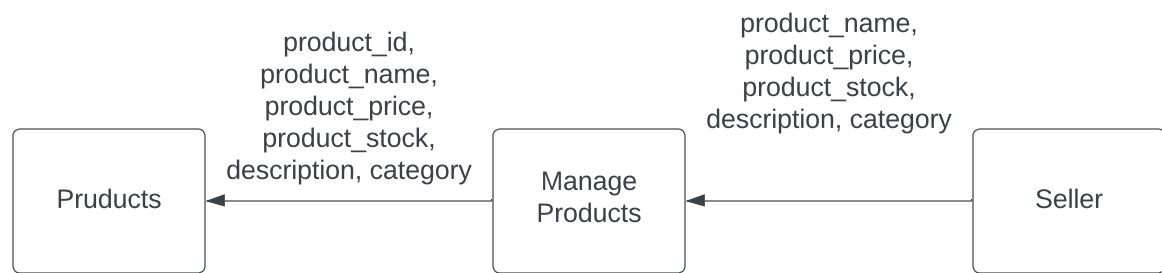 product_id,
product_name,
product_price,
product_stock,
description, category
product_name,
product_price,
product_stock,
description, category
Pruducts
Manage
Products
Seller